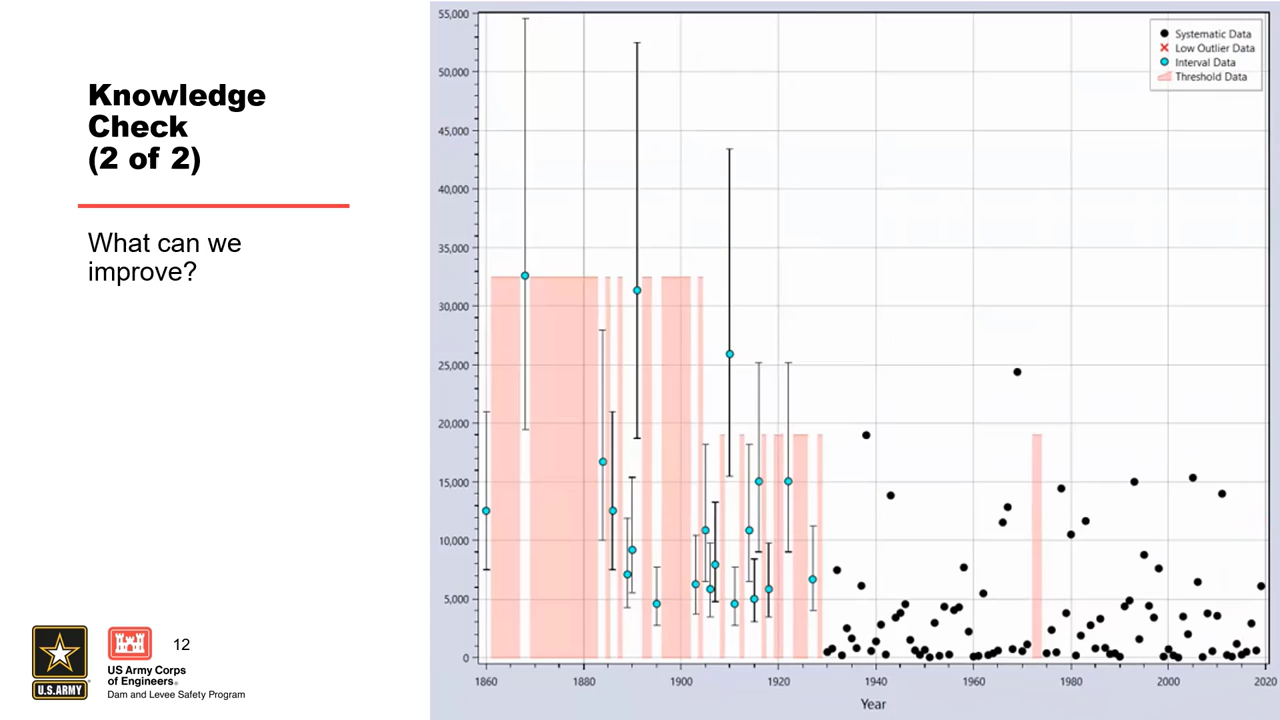 Knowledge
Check
(2 of 2)
What can we
improve?
12
U.S.ARMY
US Army Corps
of Engineers®
Dam and Levee Safety Program
55,000
50,000
45,000
40,000
35,000
30,000
25,000
20,000
15,000
10,000
5,000
0
1860
1880
1900
1920
1940
1960
1980
2000
2020
Year
Systematic Data
Low Outlier Data
Interval Data
Threshold Data